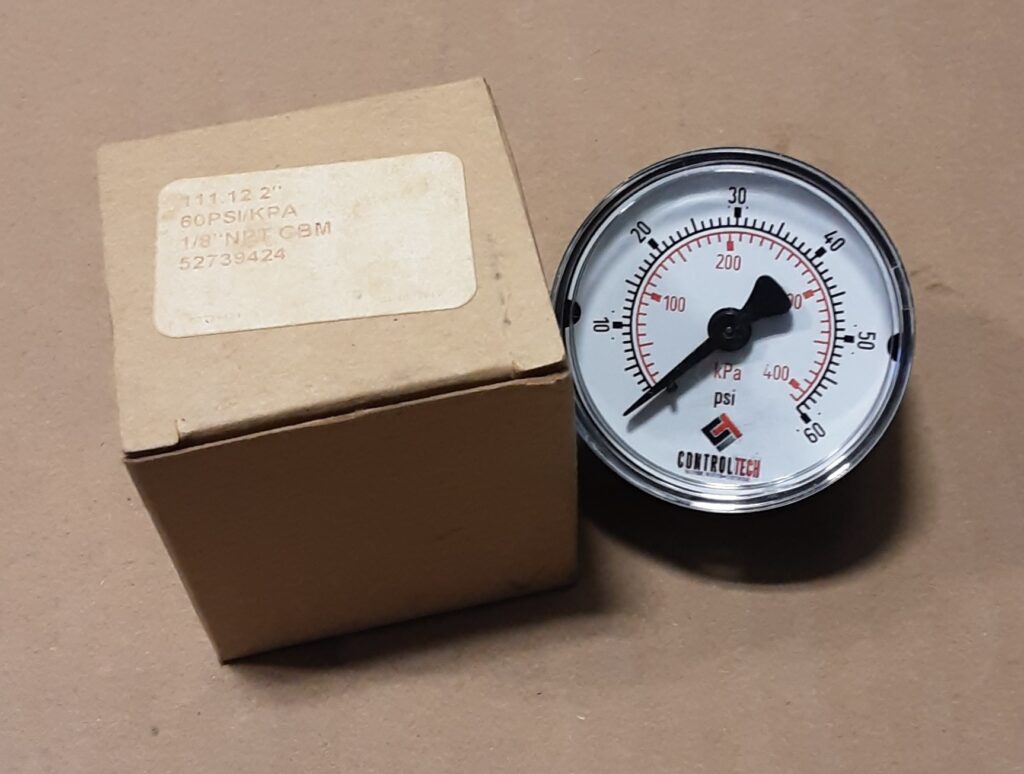 111.12 2"
60PSI/KPA
1/8"NPT CBM
52739424
30
20
40
200
100
10
50
kPa
400
psi
60
CONTROLTECH